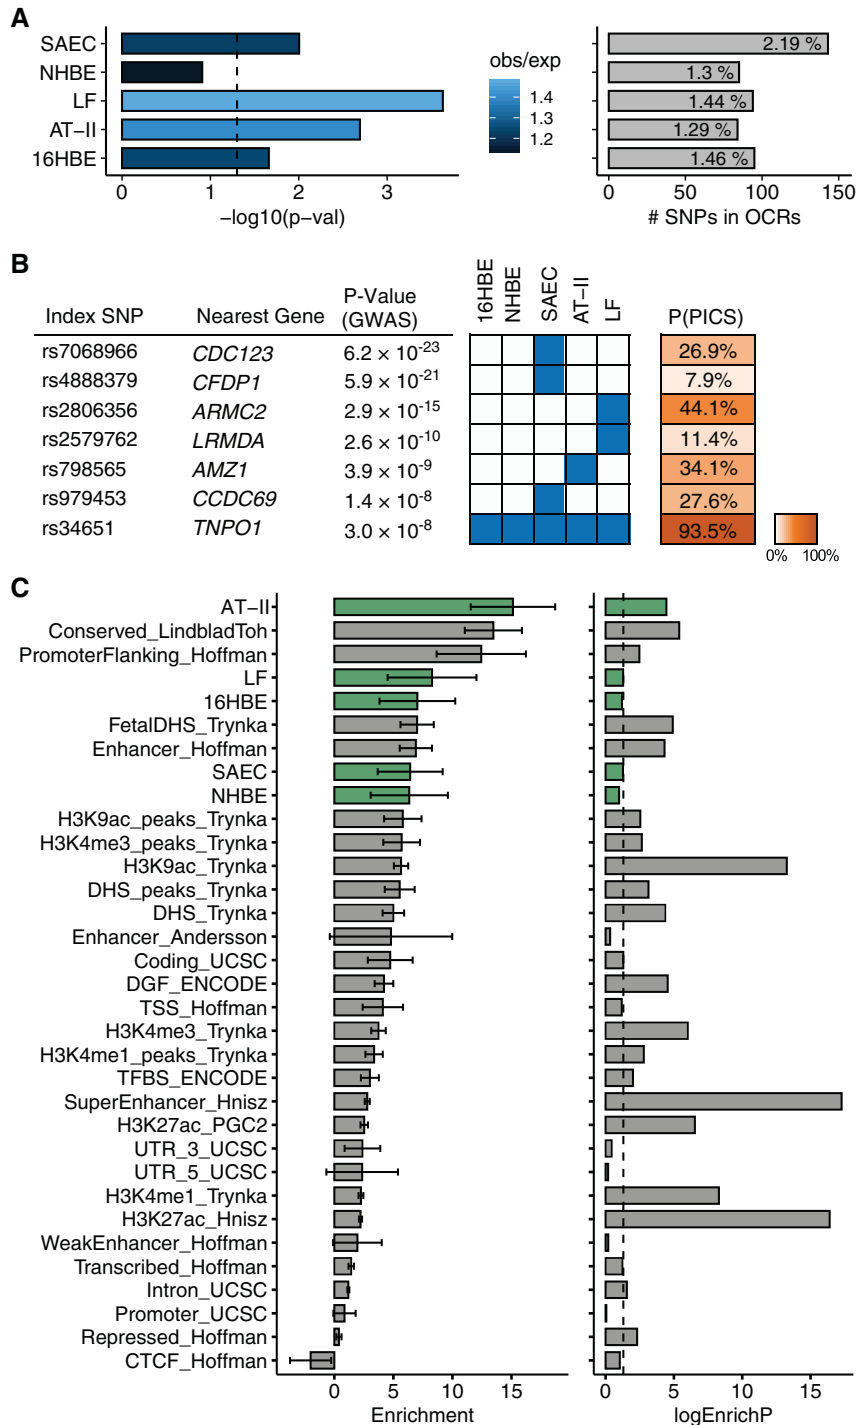 A
SAEC
NHBE
LF
AT−II
16HBE
0 1 2 3
−log10(p−val)
obs/exp
1.4
1.3
1.2
2.19 %
1.3 %
1.44 %
1.29 %
1.46 %
0 50 100 150
# SNPs in OCRs
B
Index SNP Nearest Gene P-Value (GWAS) 16HBE NHBE SAEC AT−II LF P(PICS)
rs7068966 CDC123 6.2 × 10-23 26.9%
rs4888379 CFDP1 5.9 × 10-21 7.9%
rs2806356 ARMC2 2.9 × 10-15 44.1%
rs2579762 LRMDA 2.6 × 10-10 11.4%
rs798565 AMZ1 3.9 × 10-9 34.1%
rs979453 CCDC69 1.4 × 10-8 27.6%
rs34651 TNPO1 3.0 × 10-8 93.5%
0% 100%
C
AT−II
Conserved_LindbladToh
PromoterFlanking_Hoffman
LF
16HBE
FetalDHS_Trynka
Enhancer_Hoffman
SAEC
NHBE
H3K9ac_peaks_Trynka
H3K4me3_peaks_Trynka
H3K9ac_Trynka
DHS_peaks_Trynka
DHS_Trynka
Enhancer_Andersson
Coding_UCSC
DGF_ENCODE
TSS_Hoffman
H3K4me3_Trynka
H3K4me1_peaks_Trynka
TFBS_ENCODE
SuperEnhancer_Hnisz
H3K27ac_PGC2
UTR_3_UCSC
UTR_5_UCSC
H3K4me1_Trynka
H3K27ac_Hnisz
WeakEnhancer_Hoffman
Transcribed_Hoffman
Intron_UCSC
Promoter_UCSC
Repressed_Hoffman
CTCF_Hoffman
0 5 10 15
Enrichment
0 5 10 15
logEnrichP